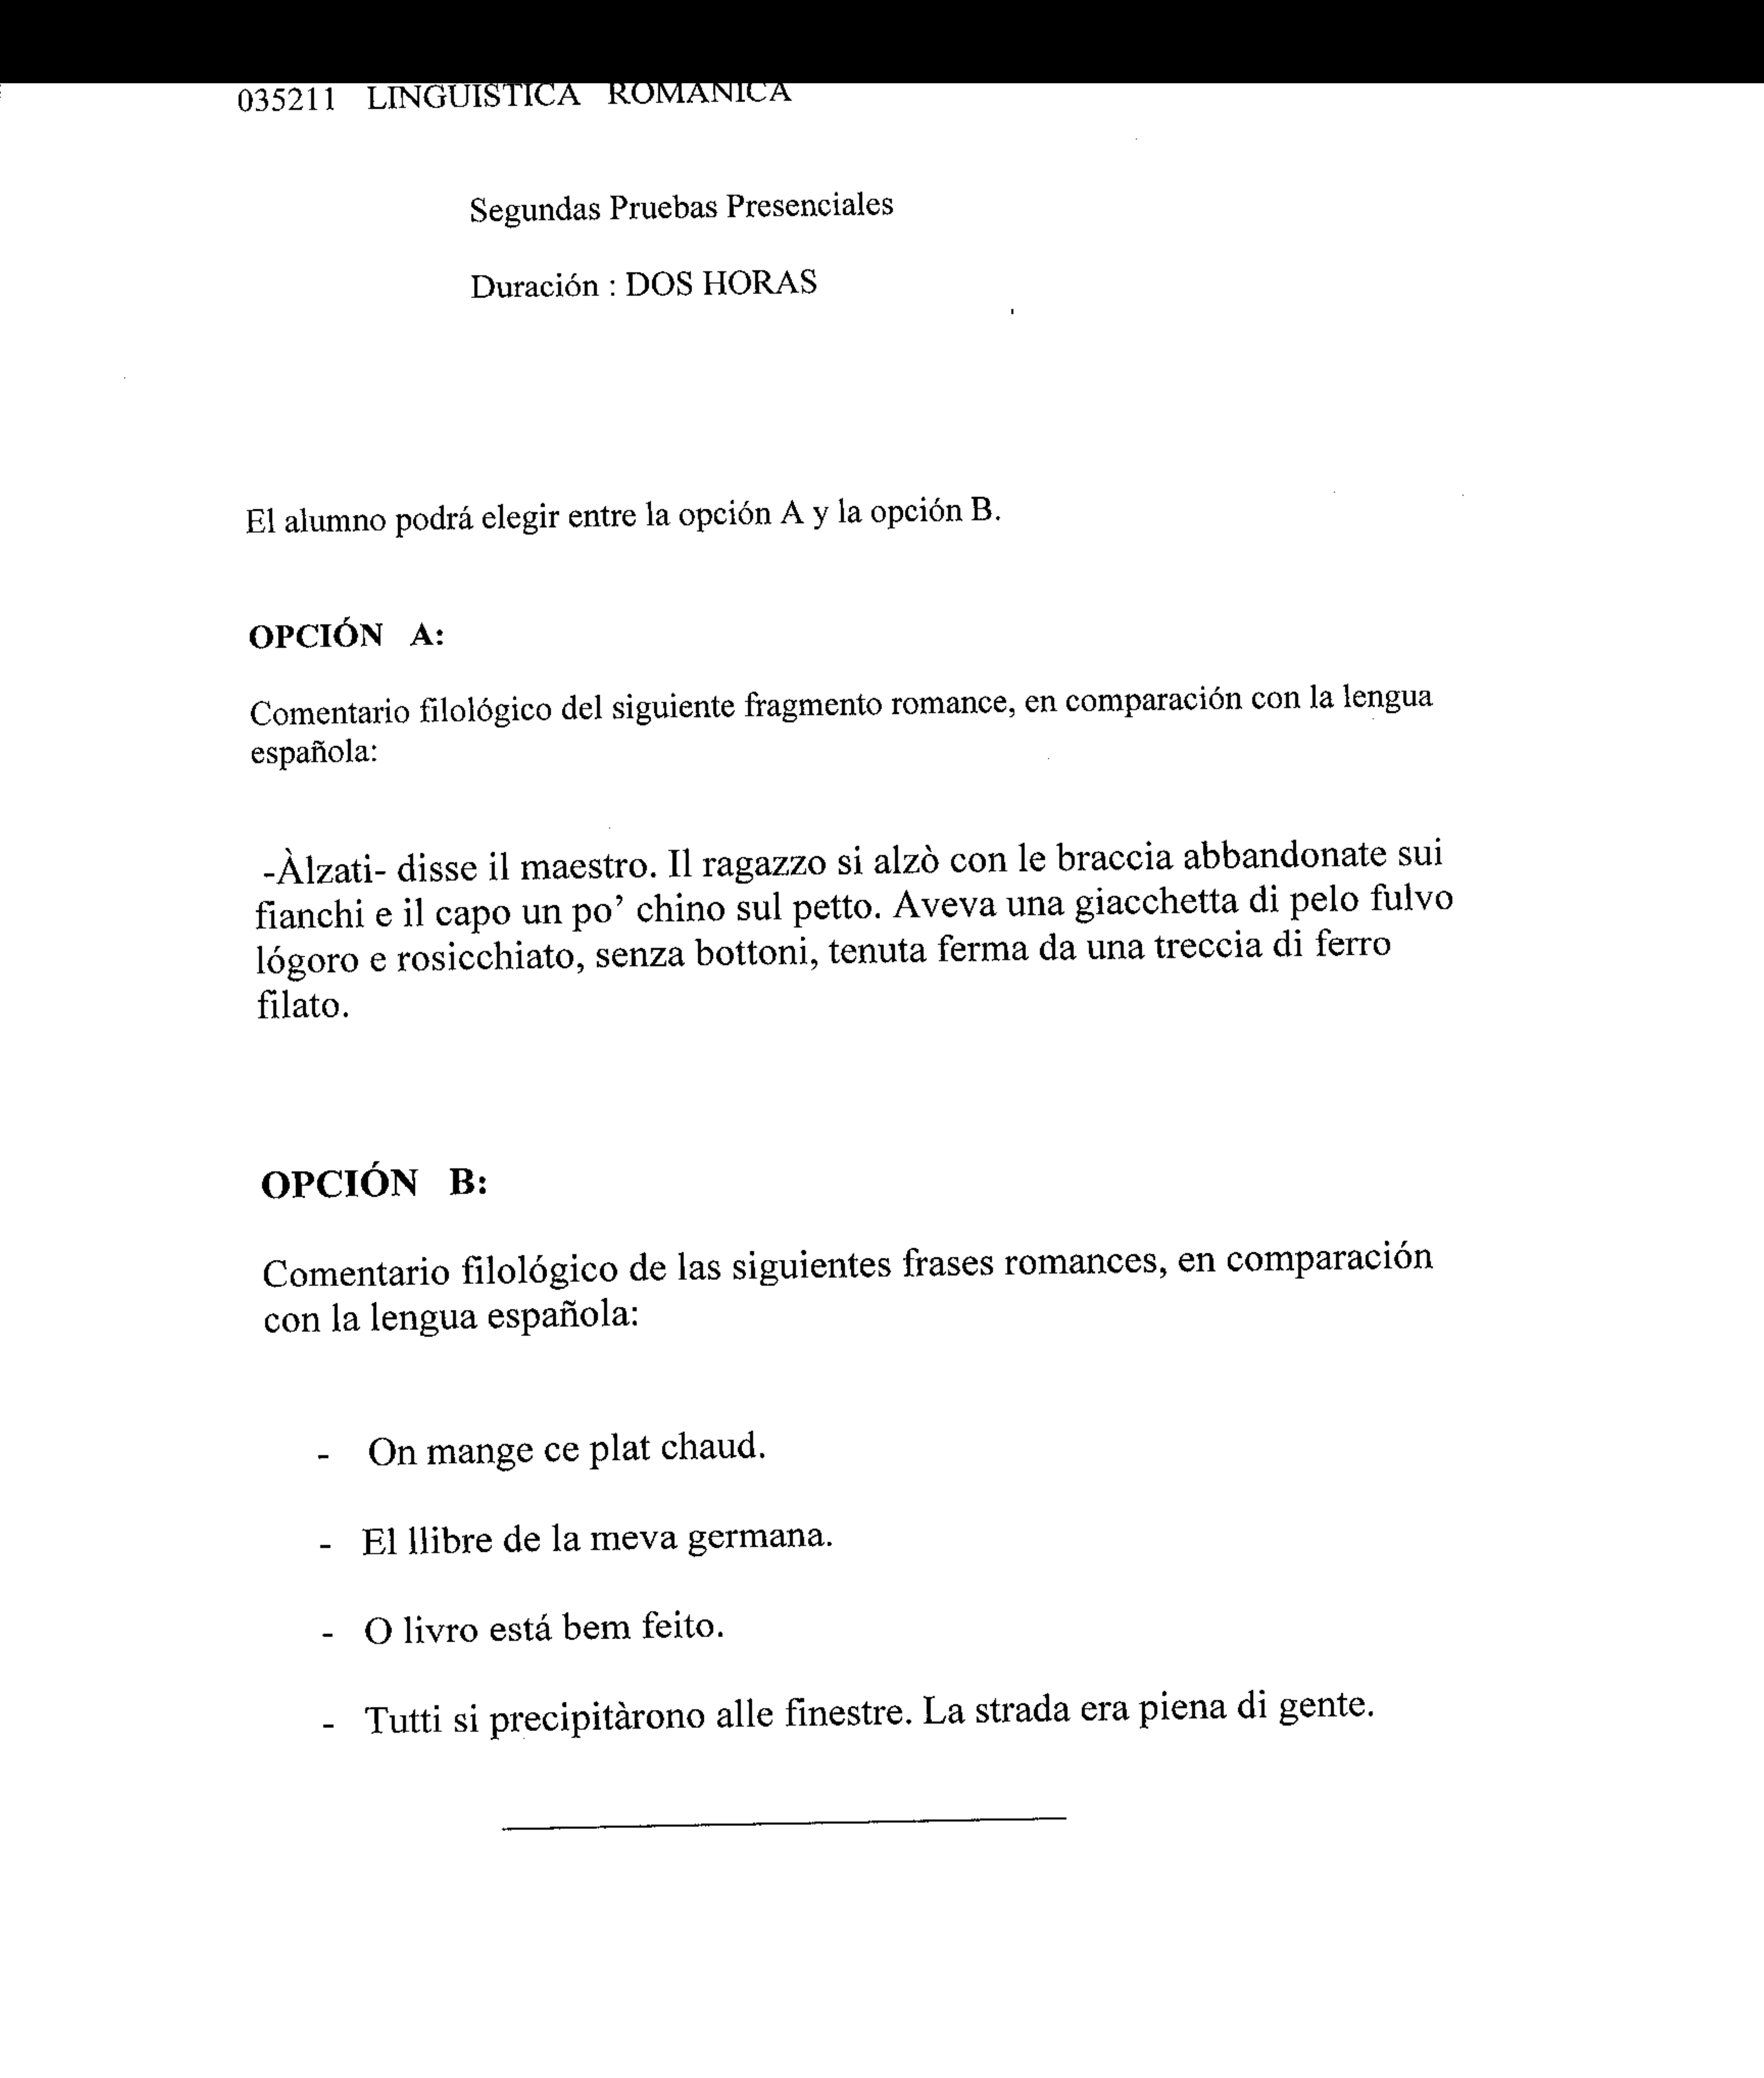 035211 LINGUISTICA ROMANICA
Segundas Pruebas Presenciales
Duración : DOS HORAS
El alumno podrá elegir entre la opción A y la opción B.
OPCIÓN A:
Comentario filológico del siguiente fragmento romance, en comparación con la lengua
española:
-Àlzati- disse il maestro. Il ragazzo si alzò con le braccia abbandonate sui
fianchi e il capo un po’ chino sul petto. Aveva una giacchetta di pelo fulvo
lógoro e rosicchiato, senza bottoni, tenuta ferma da una treccia di ferro
filato.
OPCIÓN B:
Comentario filológico de las siguientes frases romances, en comparación
con la lengua española:
- On mange ce plat chaud.
- El llibre de la meva germana.
- O livro está bem feito.
- Tutti si precipitàrono alle finestre. La strada era piena di gente.